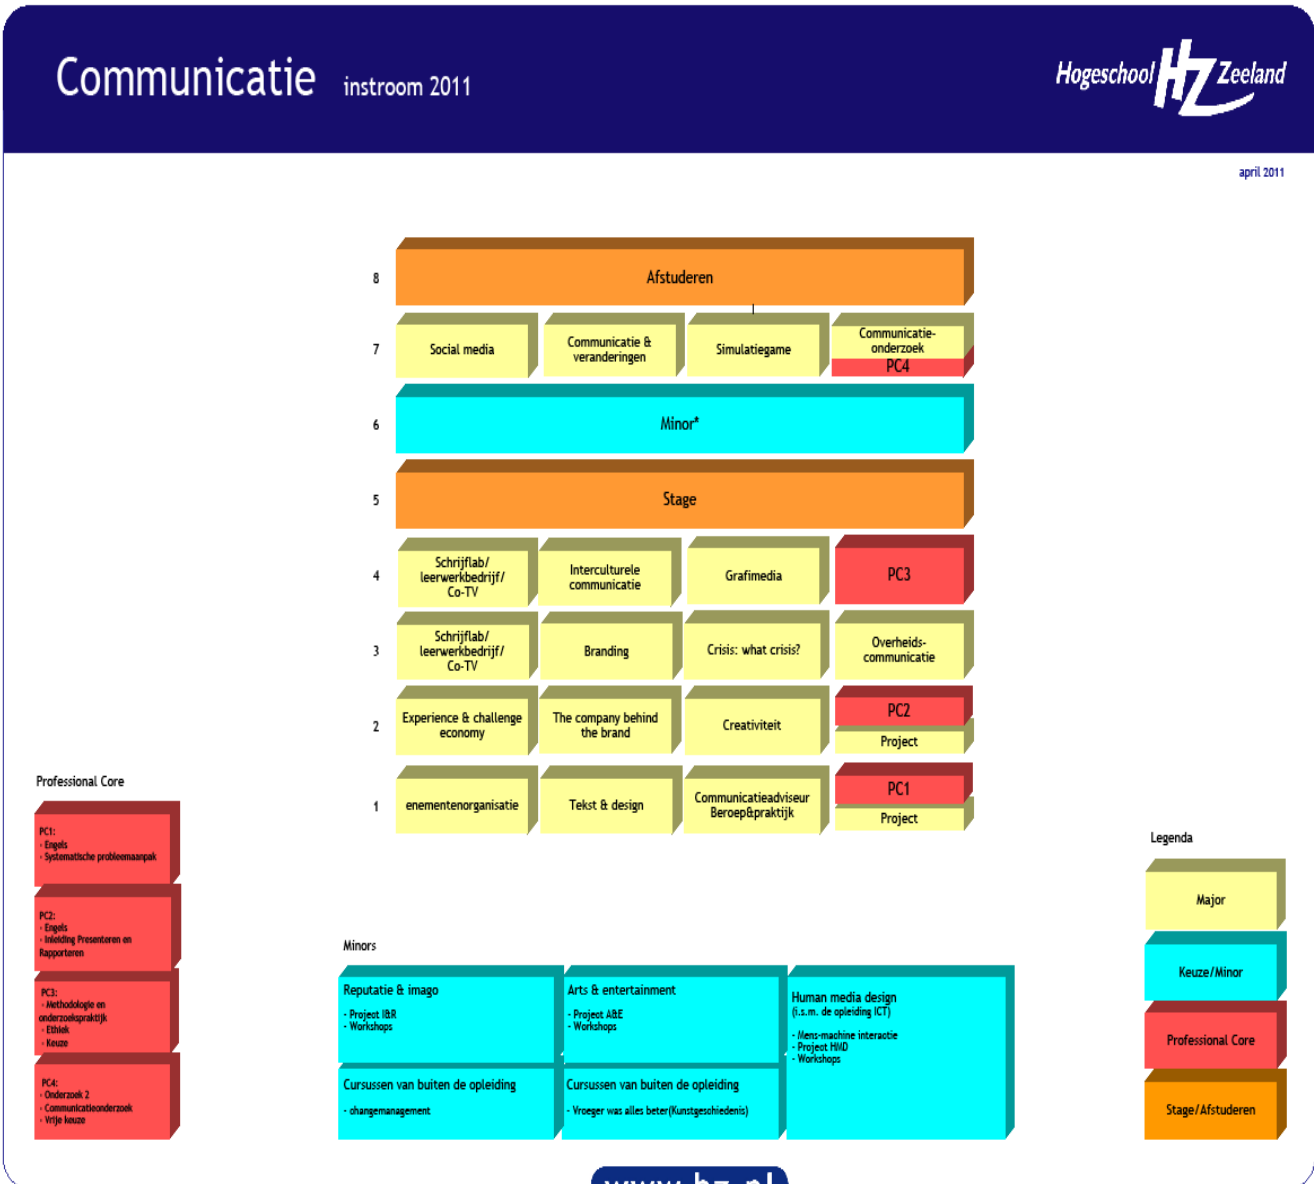 Communicatie instroom 2011
Hogeschool HZ Zeeland
april 2011
8
Afstuderen
7
Social media
Communicatie &
veranderingen
Simulatiegame
Communicatie-
onderzoek
PC4
6
Minor*
5
Stage
4
Schrijflab/
leerwerkbedrijf/
Co-TV
Interculturele
communicatie
Grafimedia
PC3
3
Schrijflab/
leerwerkbedrijf/
Co-TV
Branding
Crisis: what crisis?
Overheids-
communicatie
2
Experience & challenge
economy
The company behind
the brand
Creativiteit
PC2
Project
1
enementenorganisatie
Tekst & design
Communicatieadviseur
Beroep&praktijk
PC1
Project
Professional Core
PC1:
- Engels
- Systematische probleemaanpak
PC2:
- Engels
- Inleiding Presenteren en
Rapporteren
PC3:
- Methodologie en
onderzoekspraktijk
- Ethiek
- Keuze
PC4:
- Onderzoek 2
- Communicatieonderzoek
- Vrije keuze
Minors
Reputatie & imago
- Project I&R
- Workshops
Arts & entertainment
- Project A&E
- Workshops
Human media design
(i.s.m. de opleiding ICT)
- Mens-machine interactie
- Project HMD
- Workshops
Cursussen van buiten de opleiding
- changemanagement
Cursussen van buiten de opleiding
- Vroeger was alles beter(Kunstgeschiedenis)
Legenda
Major
Keuze/Minor
Professional Core
Stage/Afstuderen
www.hz.nl